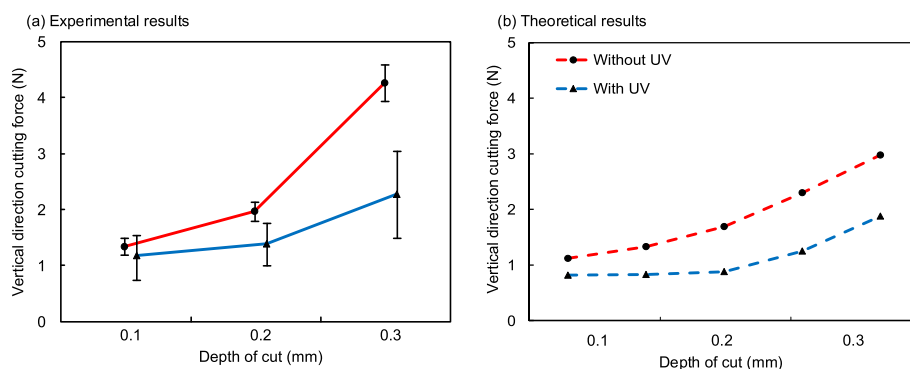 (a) Experimental results
5
4
3
2
1
0
Vertical direction cutting force (N)
0.1
0.2
0.3
Depth of cut (mm)
(b) Theoretical results
Without UV
With UV
5
4
3
2
1
0
Vertical direction cutting force (N)
0.1
0.2
0.3
Depth of cut (mm)